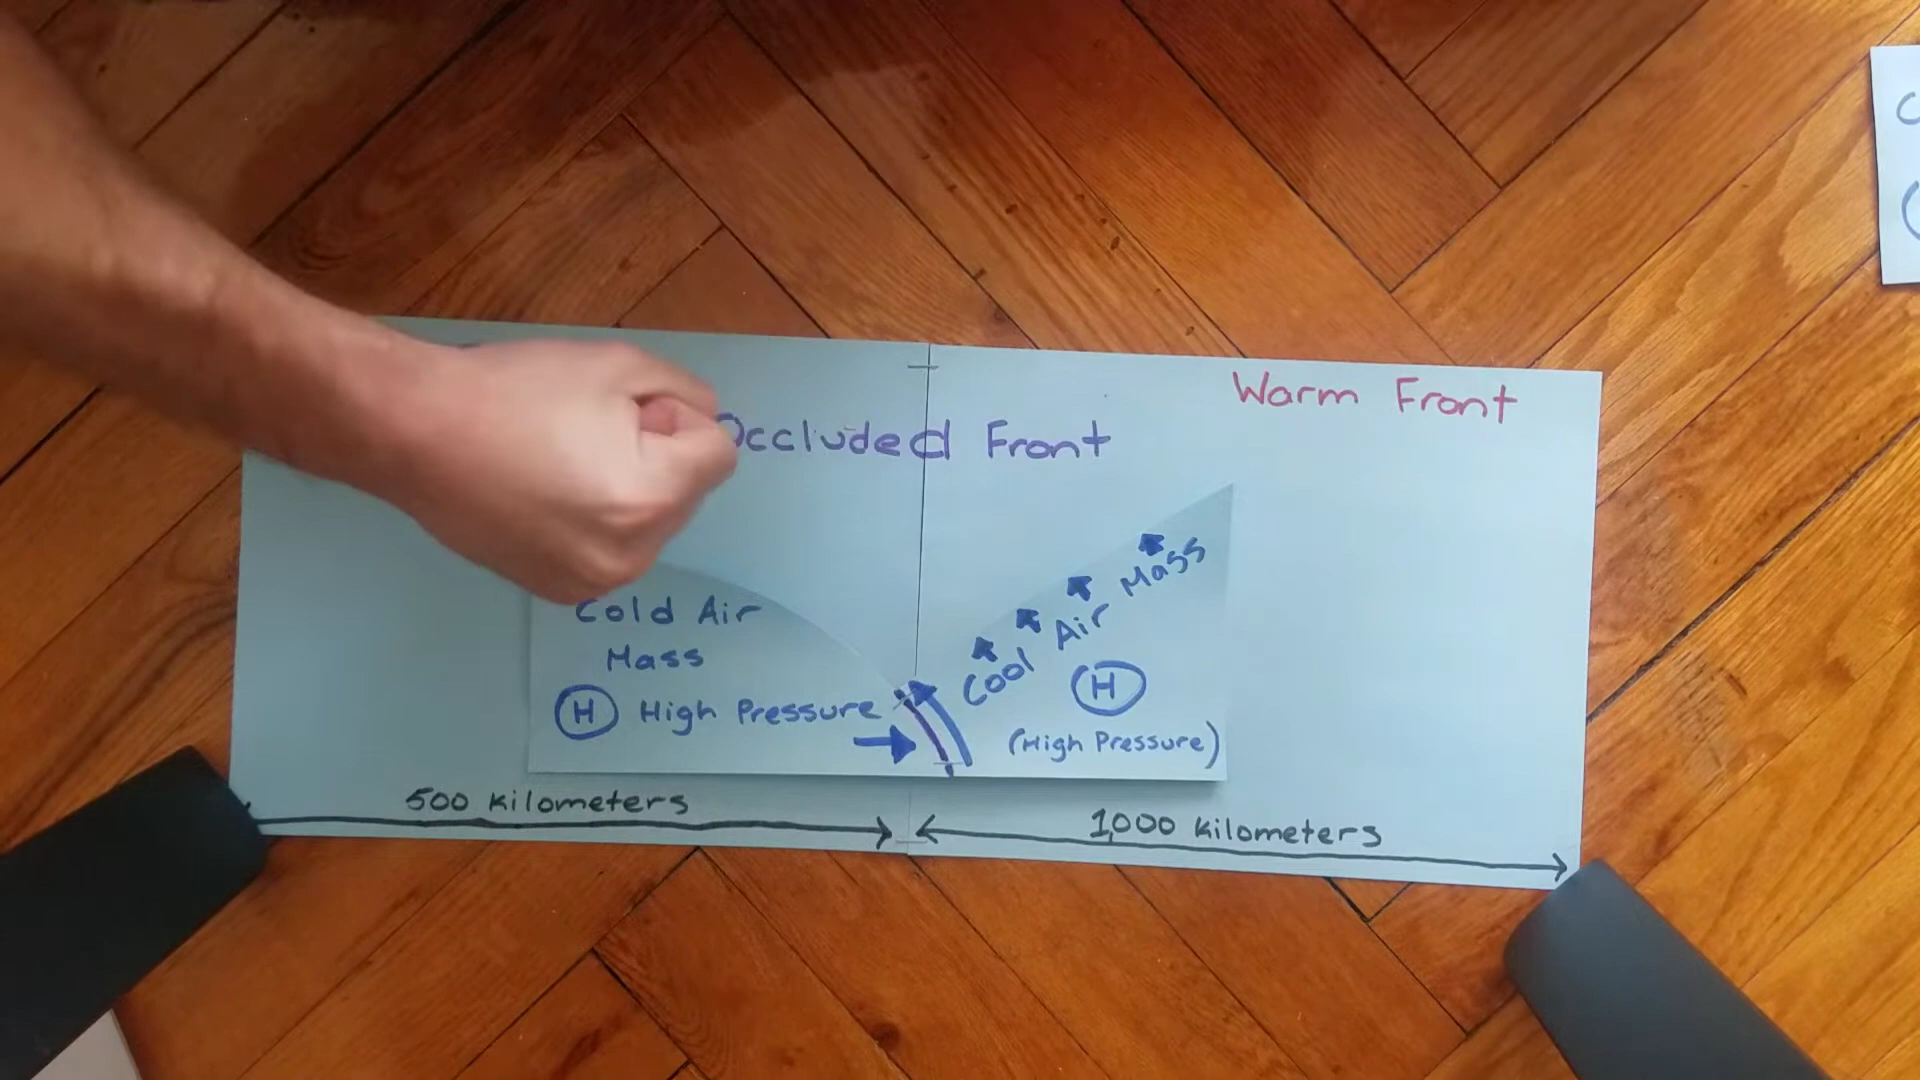 Warm Front
Occluded Front
Cold Air
Mass
H High Pressure
Cool Air Mass
H
(High Pressure)
500 kilometers
1,000 kilometers